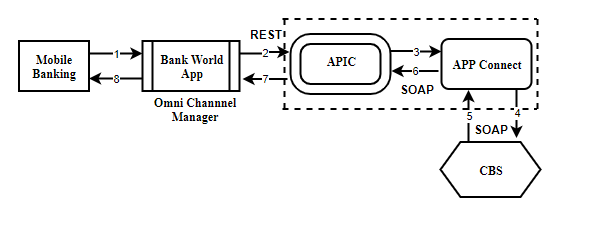 REST
Mobile
Banking
1
8
Bank World
App
Omni Channnel
Manager
2
7
APIC
3
6
SOAP
APP Connect
5
4
SOAP
CBS